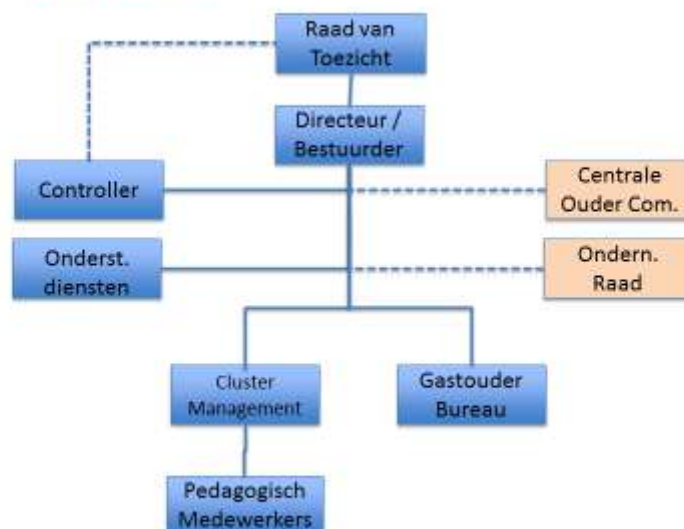 Raad van
Toezicht
Directeur /
Bestuurder
Controller
Centrale
Ouder Com.
Onderst.
diensten
Ondern.
Raad
Cluster
Management
Gastouder
Bureau
Pedagogisch
Medewerkers